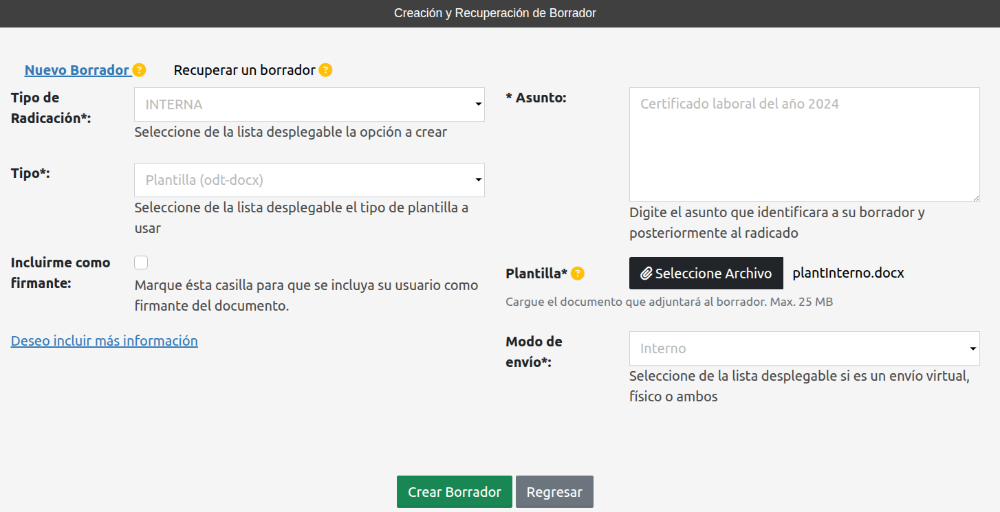 Creación y Recuperación de Borrador
Nuevo Borrador ?
Recuperar un borrador ?
Tipo de
Radicación*:
INTERNA
Seleccione de la lista desplegable la opción a crear
Tipo*:
Plantilla (odt-docx)
Seleccione de la lista desplegable el tipo de plantilla a
usar
Incluirme como
firmante:
Marque ésta casilla para que se incluya su usuario como
firmante del documento.
Deseo incluir más información
* Asunto:
Certificado laboral del año 2024
Digite el asunto que identificara a su borrador y
posteriormente al radicado
Plantilla* ?
Seleccione Archivo
plantInterno.docx
Cargue el documento que adjuntará al borrador. Max. 25 MB
Modo de
envío*:
Interno
Seleccione de la lista desplegable si es un envío virtual,
físico o ambos
Crear Borrador
Regresar